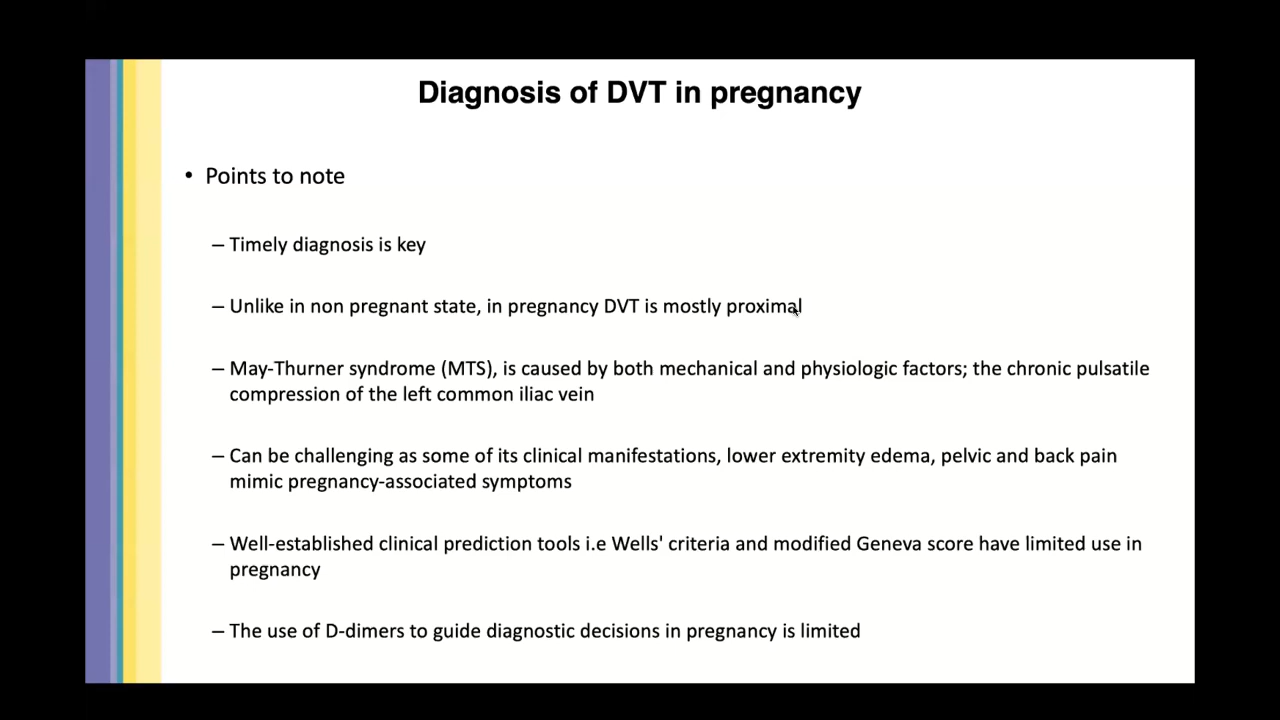 Diagnosis of DVT in pregnancy
• Points to note
– Timely diagnosis is key
– Unlike in non pregnant state, in pregnancy DVT is mostly proximal
– May-Thurner syndrome (MTS), is caused by both mechanical and physiologic factors; the chronic pulsatile
compression of the left common iliac vein
– Can be challenging as some of its clinical manifestations, lower extremity edema, pelvic and back pain
mimic pregnancy-associated symptoms
– Well-established clinical prediction tools i.e Wells' criteria and modified Geneva score have limited use in
pregnancy
– The use of D-dimers to guide diagnostic decisions in pregnancy is limited